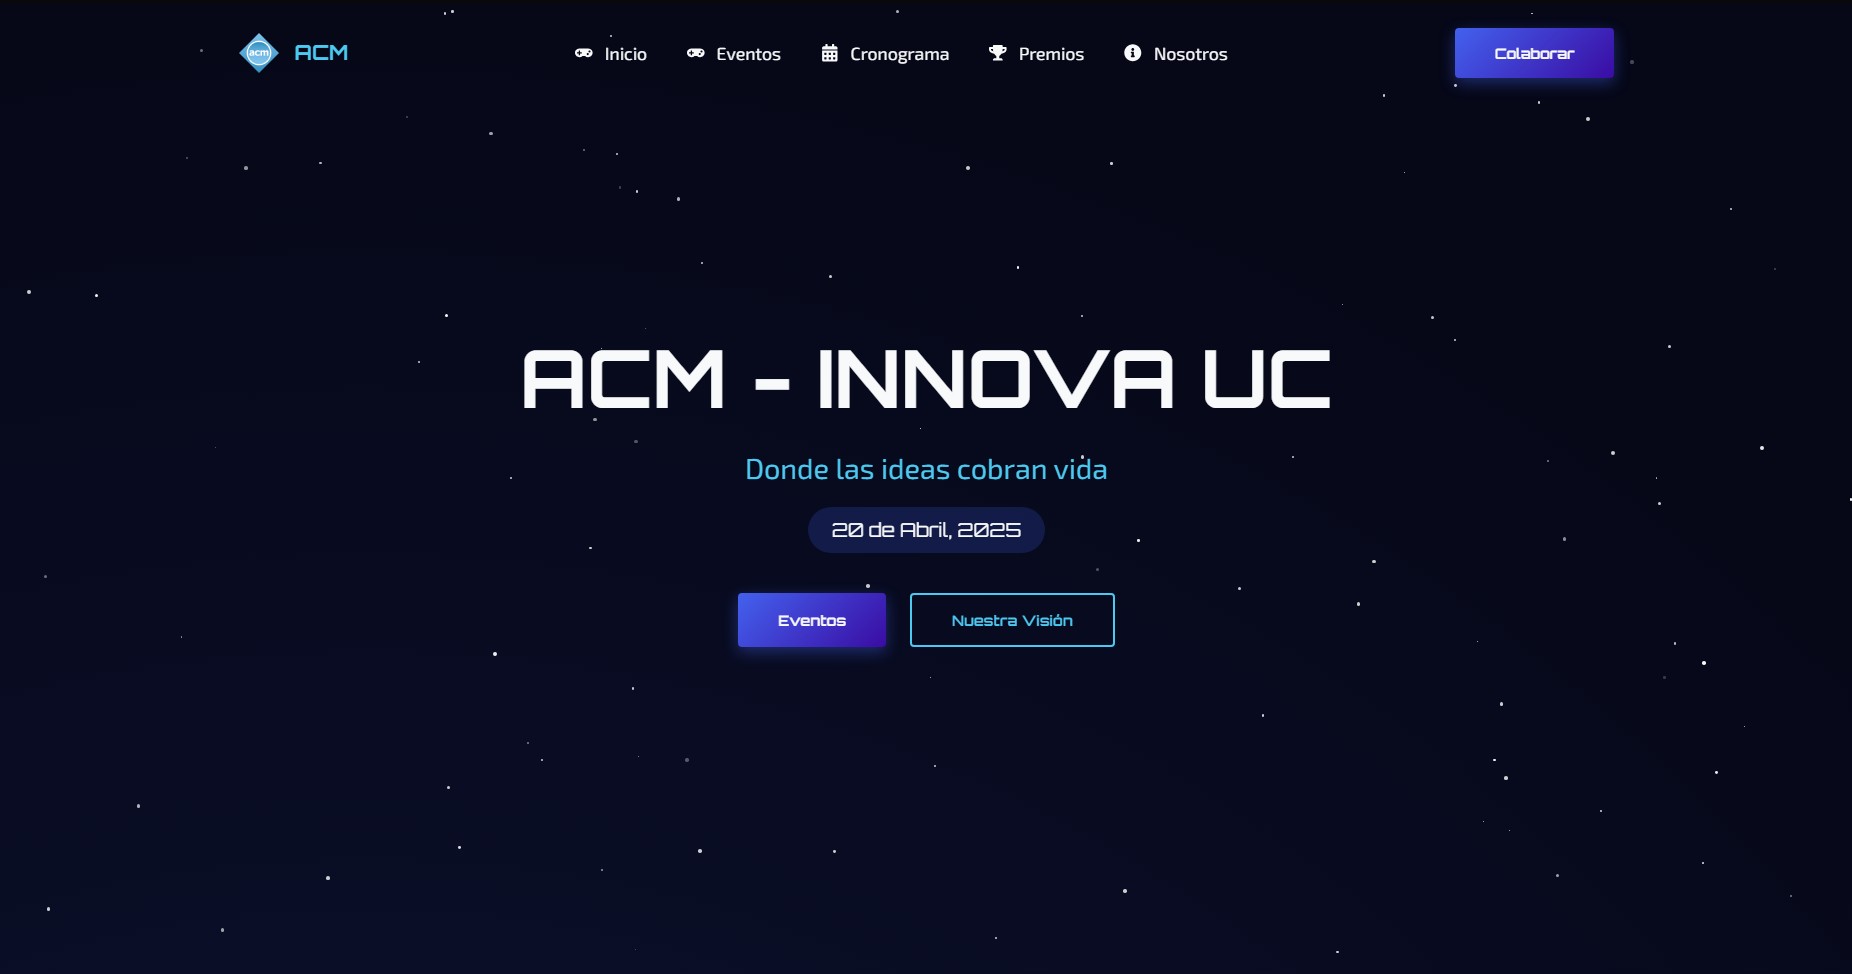 acm ACM
Inicio Eventos Cronograma Premios Nosotros
Colaborar
ACM - INNOVA UC
Donde las ideas cobran vida
20 de Abril, 2025
Eventos
Nuestra Visión